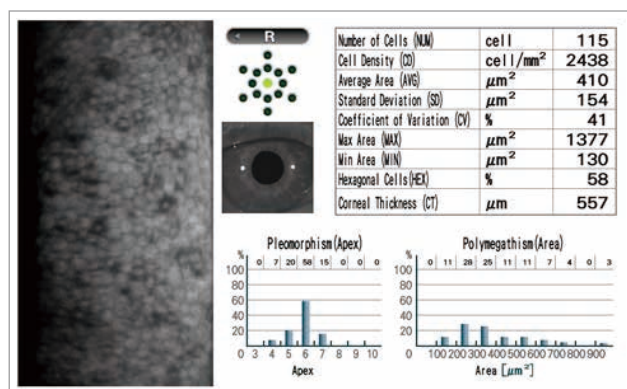 R
Number of Cells (NUM) cell 115
Cell Density (CD) cell/mm² 2438
Average Area (AVG) μm² 410
Standard Deviation (SD) μm² 154
Coefficient of Variation (CV) % 41
Max Area (MAX) μm² 1377
Min Area (MIN) μm² 130
Hexagonal Cells(HEX) % 58
Corneal Thickness (CT) μm 557
Pleomorphism(Apex)
% 0 7 20 58 15 0 0 0
100
80
60
40
20
0 3 4 5 6 7 8 9 10
Apex
Polymegathism(Area)
% 0 11 28 25 11 11 7 4 0 3
100
80
60
40
20
0 100 200 300 400 500 600 700 800 900
Area [μm²]